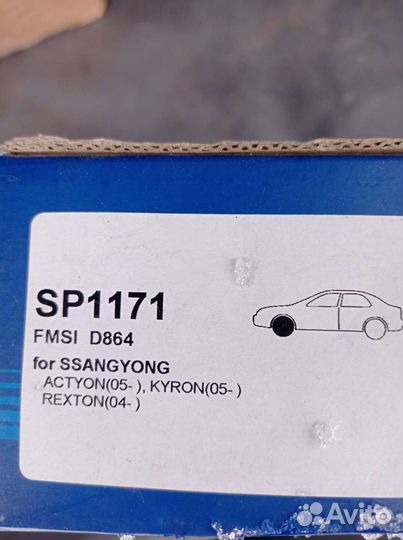 SP1171
FMSI D864
for SSANGYONG
ACTYON(05- ), KYRON(05- )
REXTON(04- )
Avito